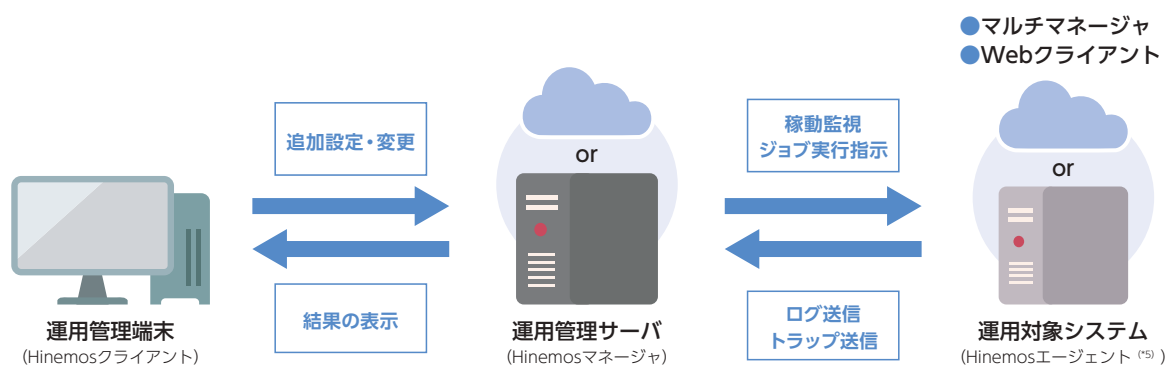 ●マルチマネージャ
●Webクライアント
追加設定・変更
稼動監視
ジョブ実行指示
or
or
結果の表示
ログ送信
トラップ送信
運用管理端末
(Hinemosクライアント)
運用管理サーバ
(Hinemosマネージャ)
運用対象システム
(Hinemosエージェント (*5) )